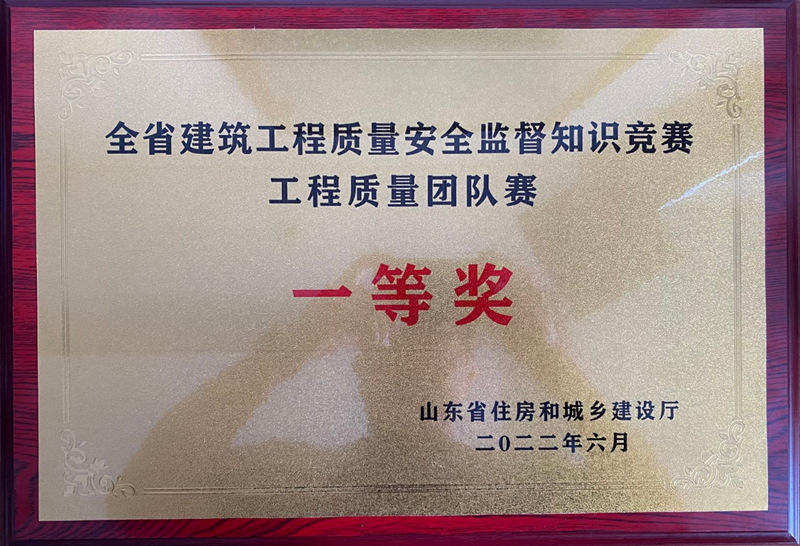 全省建筑工程质量安全监督知识竞赛
工程质量团队赛
一等奖
山东省住房和城乡建设厅
二〇二二年六月